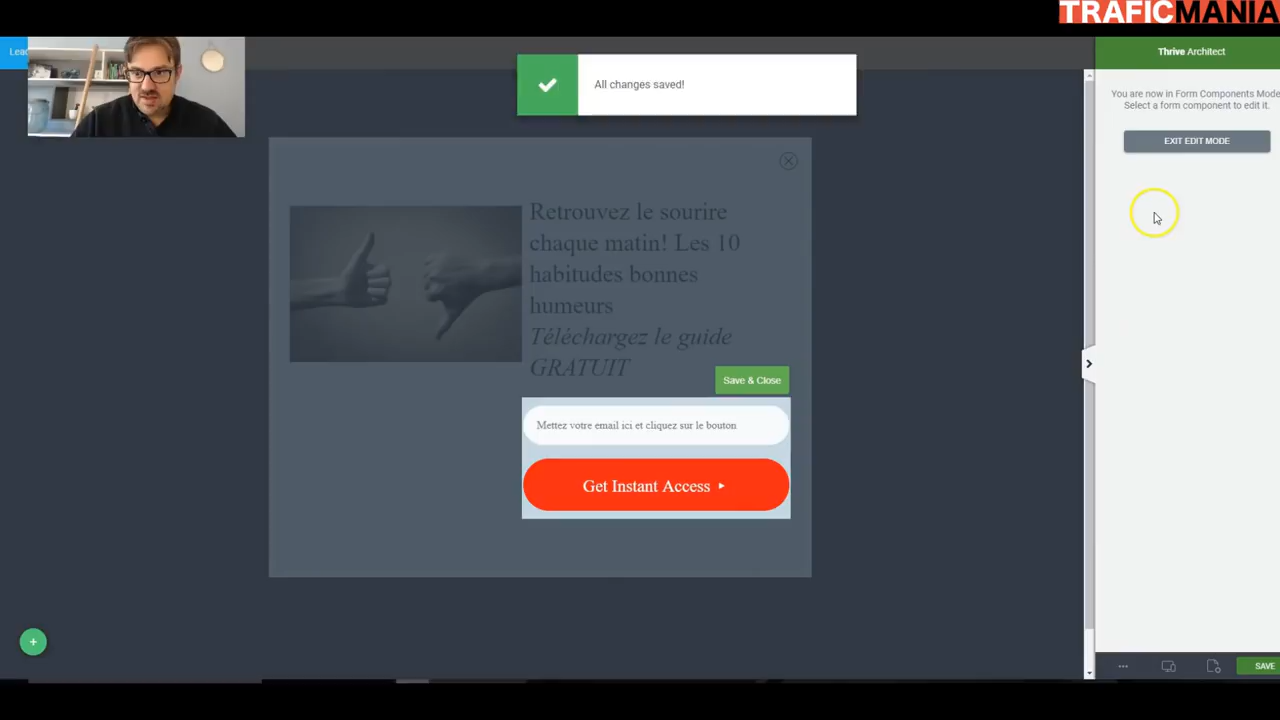 TRAFICMANIA
Lead
All changes saved!
Thrive Architect
You are now in Form Components Mode
Select a form component to edit it.
EXIT EDIT MODE
Retrouvez le sourire
chaque matin! Les 10
habitudes bonnes
humeurs
Téléchargez le guide
GRATUIT
Save & Close
Mettez votre email ici et cliquez sur le bouton
Get Instant Access
SAVE